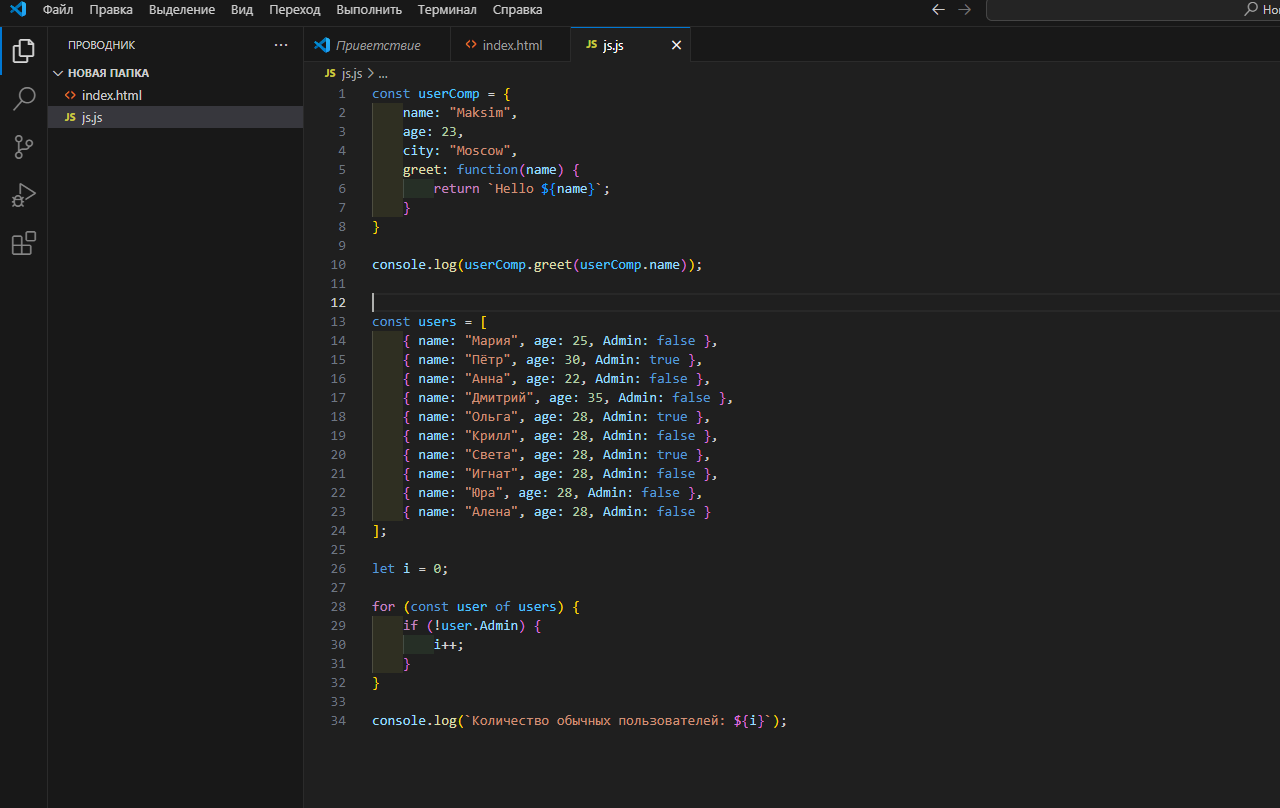 Файл Правка Выделение Вид Переход Выполнить Терминал Справка
ПРОВОДНИК ...
НОВАЯ ПАПКА
index.html
JS js.js
Приветствие index.html JS js.js
JS js.js > ...
1 const userComp = {
2 name: "Maksim",
3 age: 23,
4 city: "Moscow",
5 greet: function(name) {
6 return `Hello ${name}`;
7 }
8 }
9
10 console.log(userComp.greet(userComp.name));
11
12
13 const users = [
14 { name: "Мария", age: 25, Admin: false },
15 { name: "Пётр", age: 30, Admin: true },
16 { name: "Анна", age: 22, Admin: false },
17 { name: "Дмитрий", age: 35, Admin: false },
18 { name: "Ольга", age: 28, Admin: true },
19 { name: "Крилл", age: 28, Admin: false },
20 { name: "Света", age: 28, Admin: true },
21 { name: "Игнат", age: 28, Admin: false },
22 { name: "Юра", age: 28, Admin: false },
23 { name: "Алена", age: 28, Admin: false }
24 ];
25
26 let i = 0;
27
28 for (const user of users) {
29 if (!user.Admin) {
30 i++;
31 }
32 }
33
34 console.log(`Количество обычных пользователей: ${i}`);